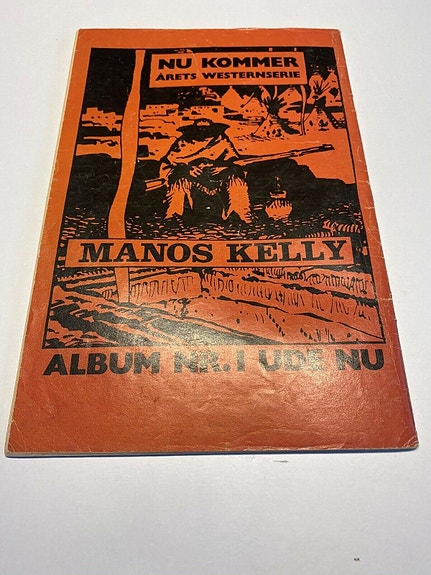 NU KOMMER
ÅRETS WESTERNSERIE
MANOS KELLY
ALBUM NR. 1 UDE NU